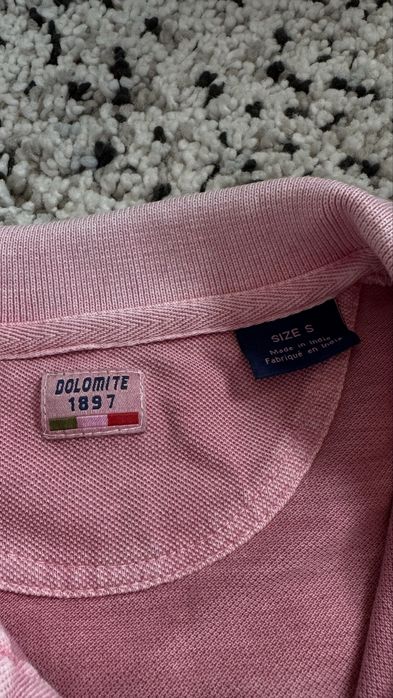 DOLOMITE
1897
SIZE S
Made in India
Fabriqué en Inde